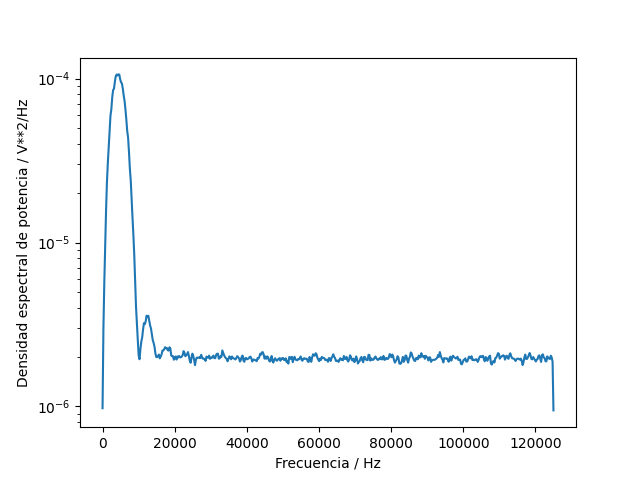 Densidad espectral de potencia / V**2/Hz
10⁻⁴
10⁻⁵
10⁻⁶
0 20000 40000 60000 80000 100000 120000
Frecuencia / Hz